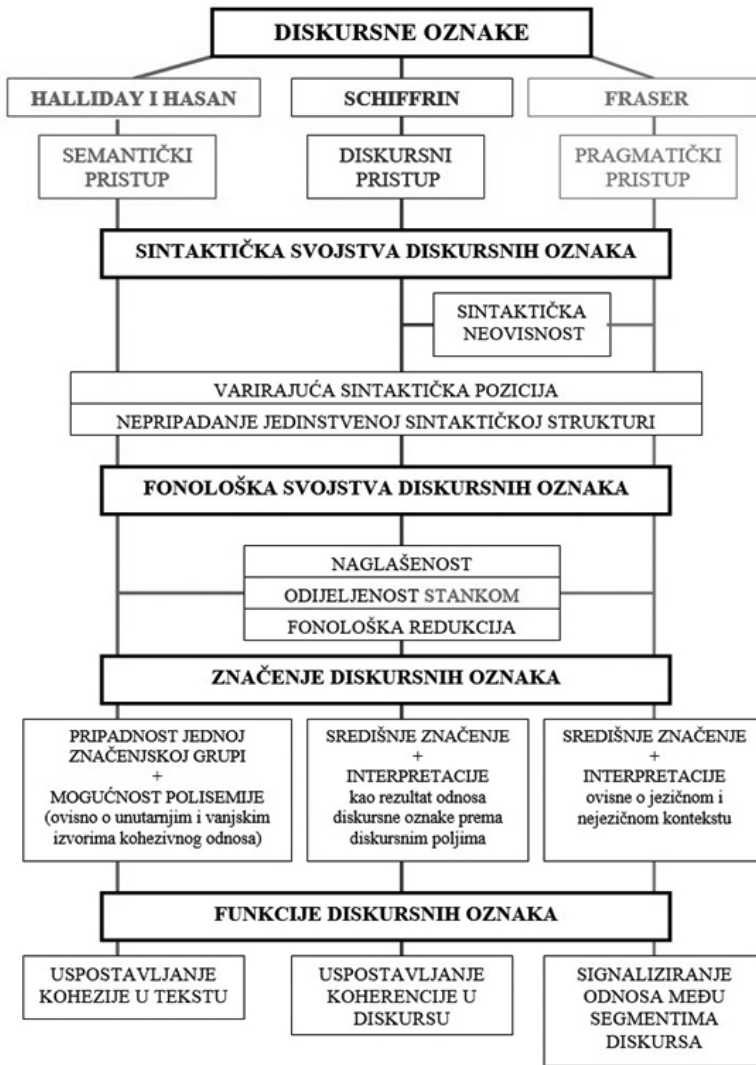 DISKURSNE OZNAKE
HALLIDAY I HASAN
SCHIFFRIN
FRASER
SEMANTIČKI
PRISTUP
DISKURSNI
PRISTUP
PRAGMATIČKI
PRISTUP
SINTAKTIČKA SVOJSTVA DISKURSNIH OZNAKA
SINTAKTIČKA
NEOVISNOST
VARIRAJUĆA SINTAKTIČKA POZICIJA
NEPRIPADANJE JEDINSTVENOJ SINTAKTIČKOJ STRUKTURI
FONOLOŠKA SVOJSTVA DISKURSNIH OZNAKA
NAGLAŠENOST
ODIJELJENOST STANKOM
FONOLOŠKA REDUKCIJA
ZNAČENJE DISKURSNIH OZNAKA
PRIPADNOST JEDNOJ
ZNAČENJSKOJ GRUPI
+
MOGUĆNOST POLISEMIJE
(ovisno o unutarnjim i vanjskim
izvorima kohezivnog odnosa)
SREDIŠNJE ZNAČENJE
+
INTERPRETACIJE
kao rezultat odnosa
diskursne oznake prema
diskursnim poljima
SREDIŠNJE ZNAČENJE
+
INTERPRETACIJE
ovisne o jezičnom i
nejezičnom kontekstu
FUNKCIJE DISKURSNIH OZNAKA
USPOSTAVLJANJE
KOHEZIJE U TEKSTU
USPOSTAVLJANJE
KOHERENCIJE U
DISKURSU
SIGNALIZIRANJE
ODNOSA MEĐU
SEGMENTIMA
DISKURSA